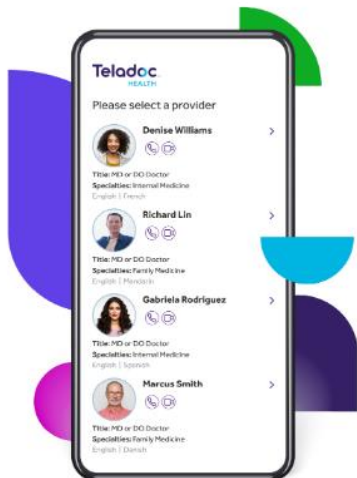 Teladoc
HEALTH
Please select a provider
Denise Williams
Title: MD or DO Doctor
Specialties: Internal Medicine
English | French
Richard Lin
Title: MD or DO Doctor
Specialties: Family Medicine
English | Mandarin
Gabriela Rodriguez
Title: MD or DO Doctor
Specialties: Internal Medicine
English | Spanish
Marcus Smith
Title: MD or DO Doctor
Specialties: Family Medicine
English | Danish